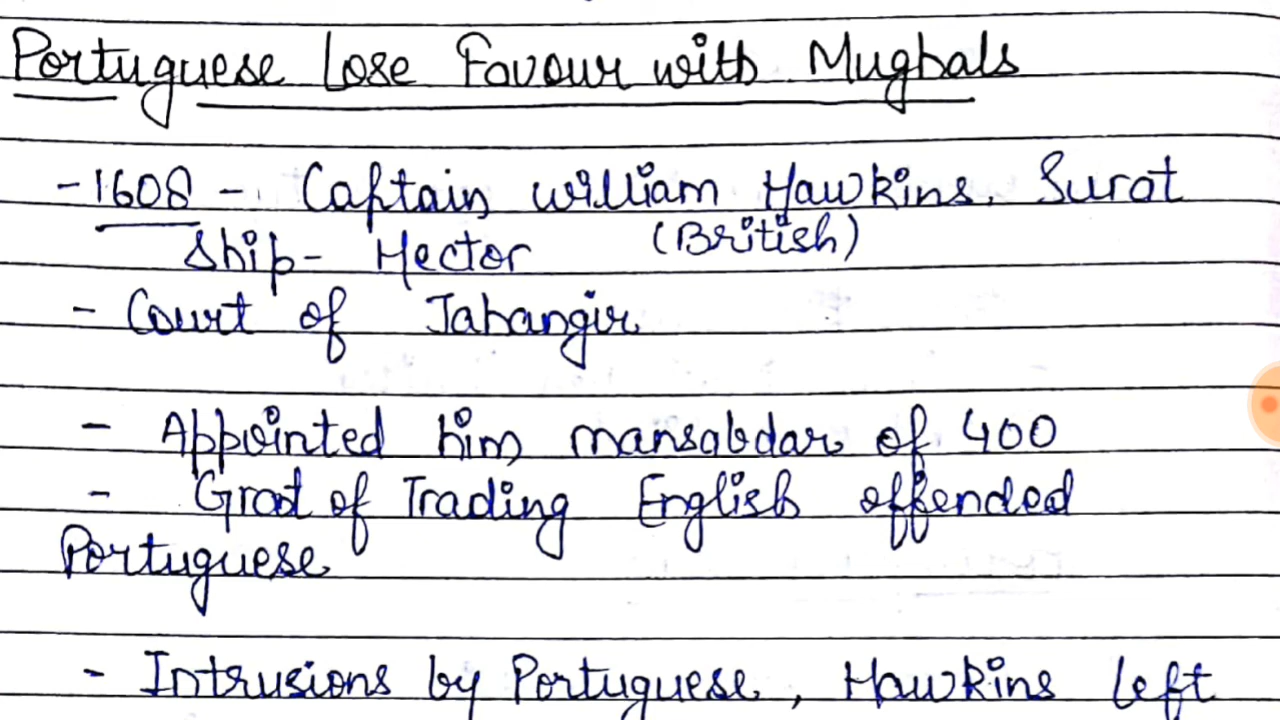 Portuguese Lose Favour with Mughals
- 1608 - Captain William Hawkins, Surat
Ship - Hector (British)
- Court of Jahangir
- Appointed him mansabdar of 400
- Grat of Trading English offended
Portuguese
- Intrusions by Portuguese, Hawkins left